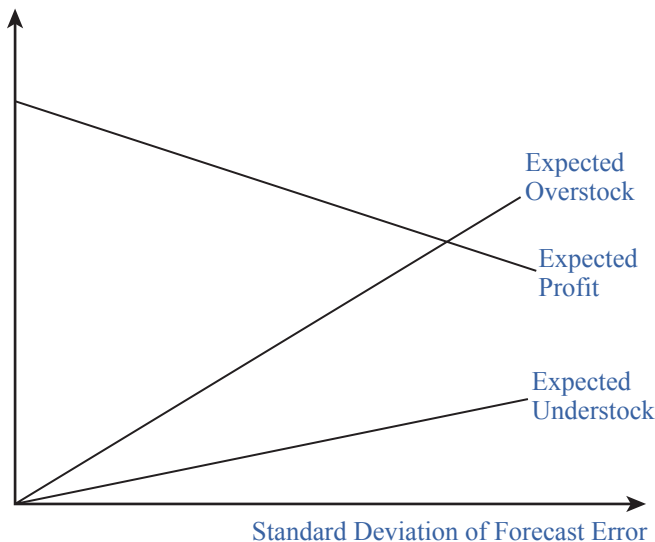 Expected
Overstock
Expected
Profit
Expected
Understock
Standard Deviation of Forecast Error